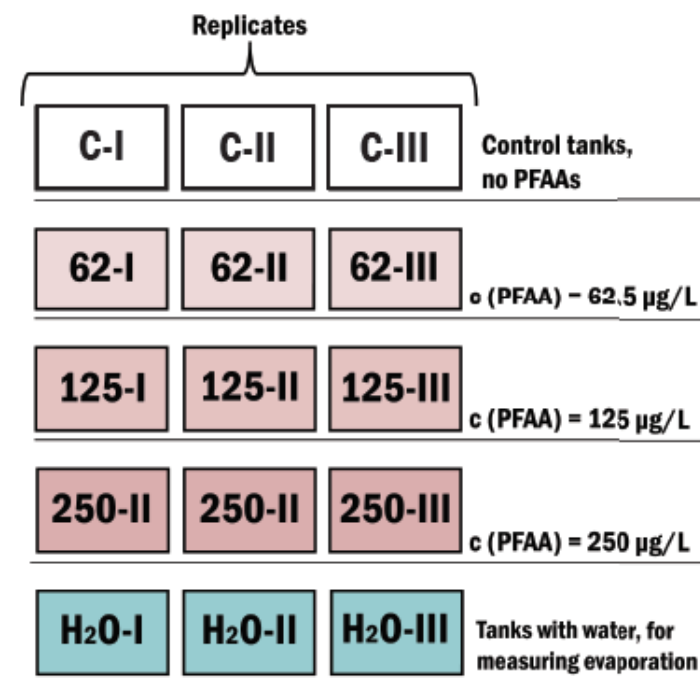 Replicates
C-I C-II C-III
Control tanks,
no PFAAs
62-I 62-II 62-III
c (PFAA) – 62.5 µg/L
125-I 125-II 125-III
c (PFAA) = 125 µg/L
250-II 250-II 250-III
c (PFAA) = 250 µg/L
H₂O-I H₂O-II H₂O-III
Tanks with water, for
measuring evaporation